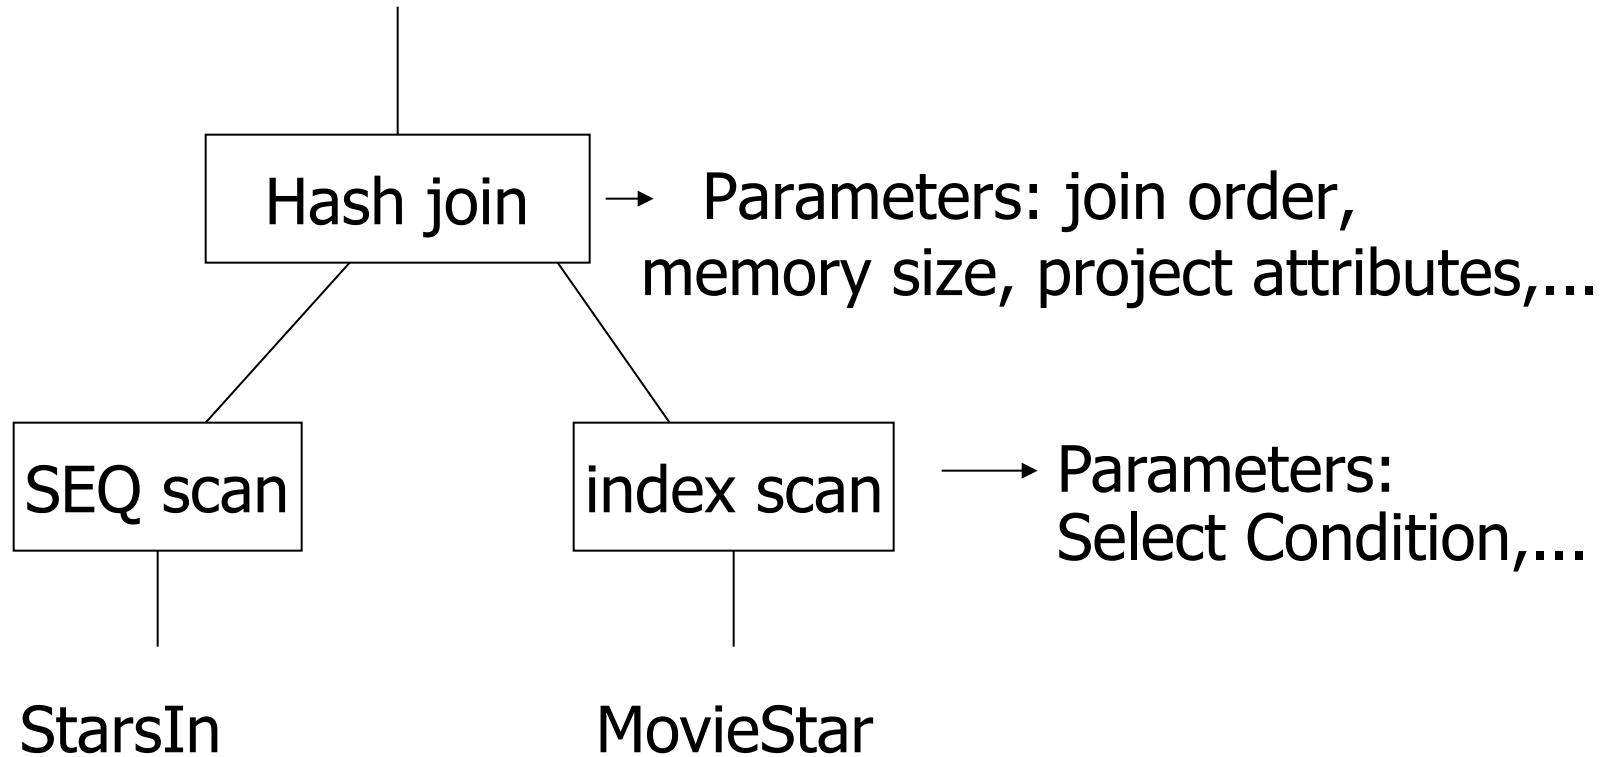 Hash join
Parameters: join order,
memory size, project attributes,...
SEQ scan
index scan
Parameters:
Select Condition,...
StarsIn
MovieStar